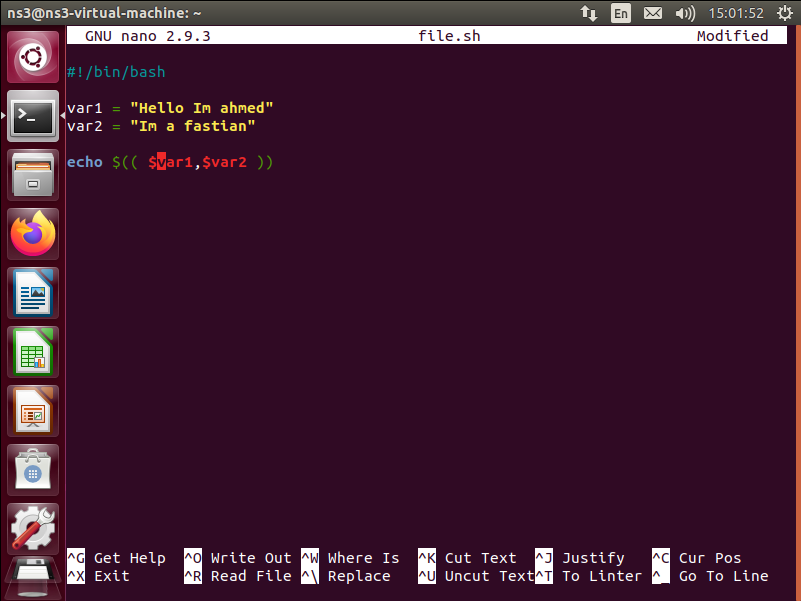 ns3@ns3-virtual-machine: ~ En 15:01:52
GNU nano 2.9.3 file.sh Modified
#!/bin/bash
var1 = "Hello Im ahmed"
var2 = "Im a fastian"
echo $(( $var1,$var2 ))
^G Get Help ^O Write Out ^W Where Is ^K Cut Text ^J Justify ^C Cur Pos
^X Exit ^R Read File ^\ Replace ^U Uncut Text ^T To Linter ^_ Go To Line